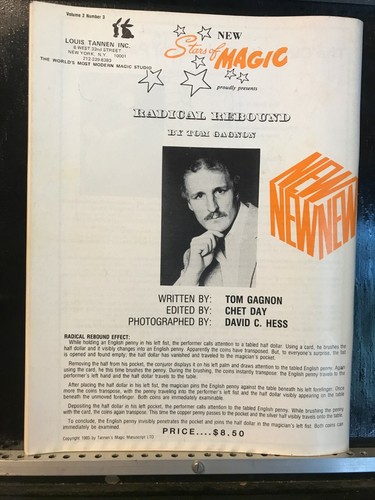 Volume 2 Number 3
LOUIS TANNEN INC.
6 WEST 32nd STREET
NEW YORK, N.Y. 10001
212-239-8383
THE WORLD'S MOST MODERN MAGIC STUDIO
NEW
Stars of MAGIC
proudly presents
RADICAL REBOUND
BY TOM GAGNON
NEW NEW NEW
WRITTEN BY: TOM GAGNON
EDITED BY: CHET DAY
PHOTOGRAPHED BY: DAVID C. HESS
RADICAL REBOUND EFFECT:
While holding an English penny in his left fist, the performer calls attention to a tabled half dollar. Using a card, he brushes the
half dollar and it visibly changes into an English penny. Apparently the coins have transposed. But, to everyone's surprise, the fist
is opened and found empty; the half dollar has vanished and traveled to the magician's pocket.
Removing the half from his pocket, the conjuror displays it on his left palm and draws attention to the tabled English penny. Again
using the card, he this time brushes the penny. During the brushing, the coins instantly transpose: the English penny travels to the
performer's left hand and the half dollar travels to the table.
After placing the half dollar in his left fist, the magician pins the English penny against the table beneath his left forefinger. Once
more the coins transpose, with the penny traveling into the performer's left fist and the half dollar visibly appearing on the table
beneath the unmoved forefinger. Both coins are immediately examinable.
Depositing the half dollar in his left pocket, the performer calls attention to the tabled English penny. While brushing the penny
with the card, the coins again transpose. This time the copper penny passes to the pocket and the silver half visibly travels onto the table.
To conclude, the English penny invisibly penetrates the pocket and joins the half dollar in the magician's left fist. Both coins can
immediately be examined.
PRICE....$8.50
Copyright 1985 by Tannen's Magic Manuscript LTD.